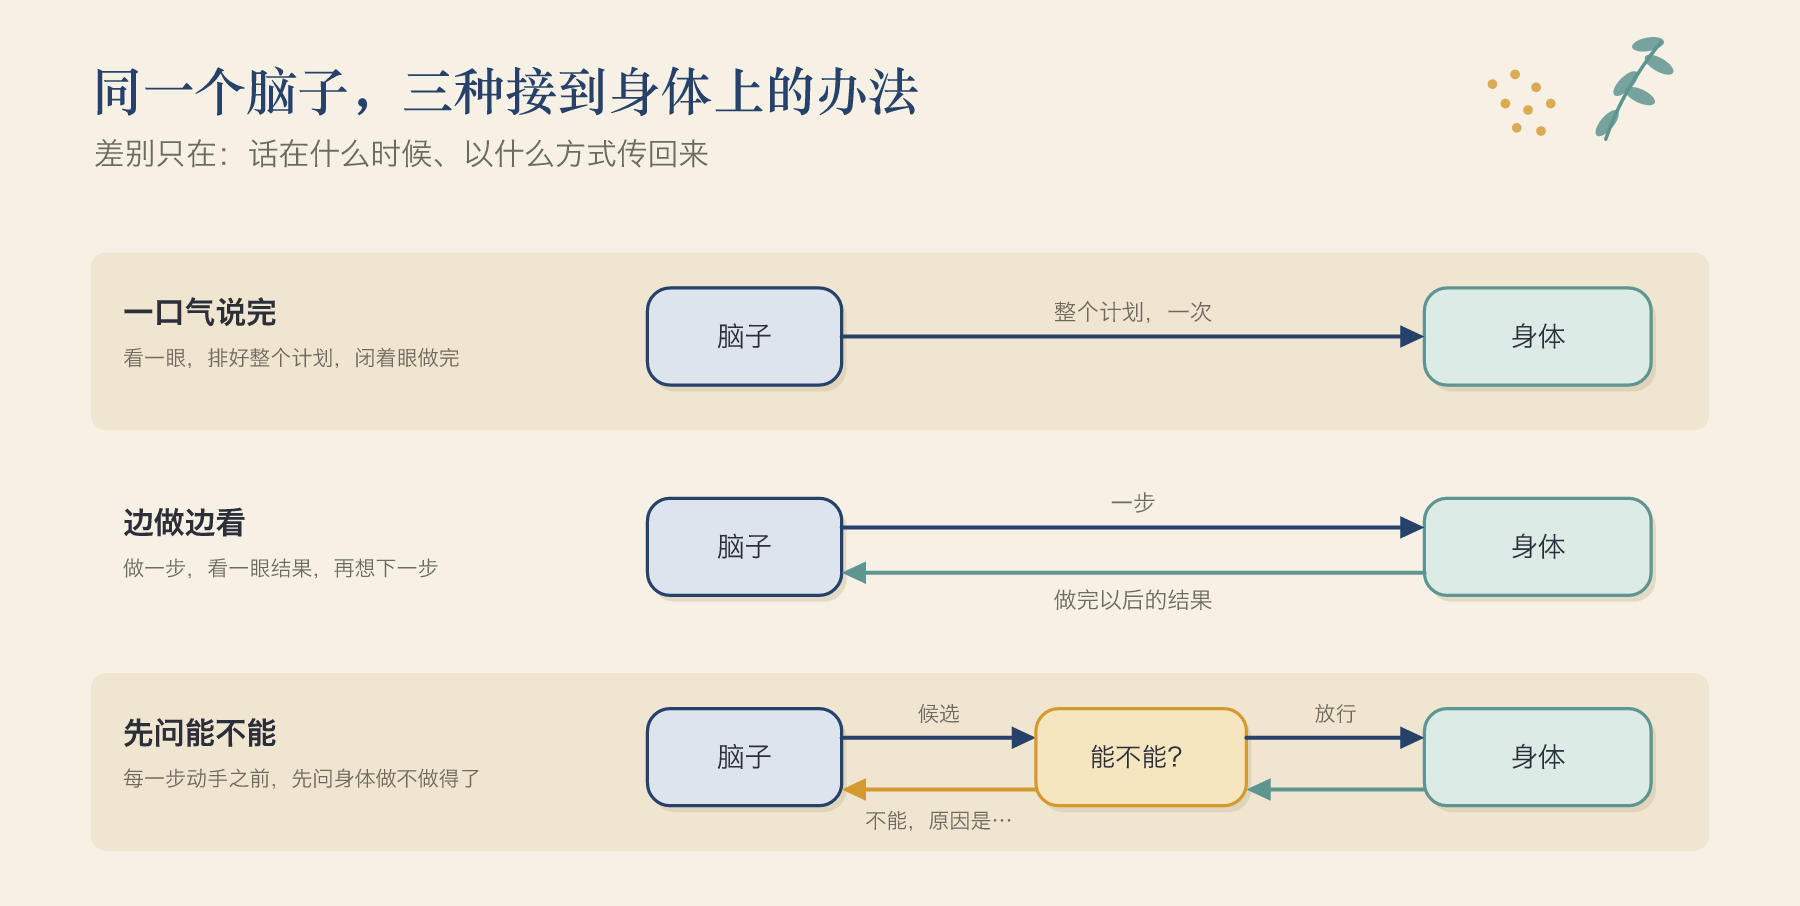 同一个脑子，三种接到身体上的办法
差别只在：话在什么时候、以什么方式传回来
一口气说完
看一眼，排好整个计划，闭着眼做完
脑子
整个计划，一次
身体
边做边看
做一步，看一眼结果，再想下一步
脑子
一步
做完以后的结果
身体
先问能不能
每一步动手之前，先问身体做不做得了
脑子
候选
不能，原因是…
能不能？
放行
身体